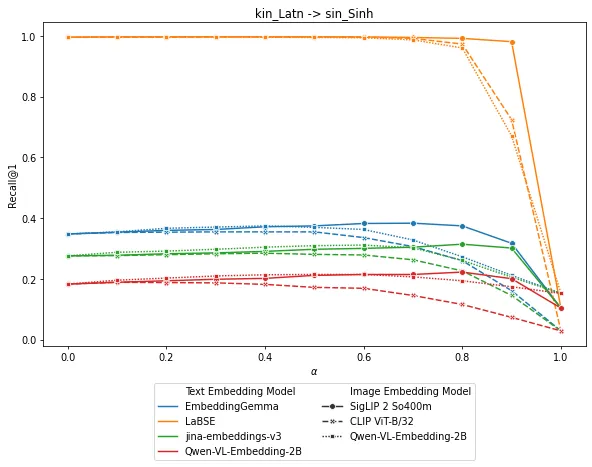 kin_Latn -> sin_Sinh
1.0
0.8
0.6
0.4
0.2
0.0
Recall@1
0.0 0.2 0.4 0.6 0.8 1.0
α
Text Embedding Model Image Embedding Model
EmbeddingGemma SigLIP 2 So400m
LaBSE CLIP ViT-B/32
jina-embeddings-v3 Qwen-VL-Embedding-2B
Qwen-VL-Embedding-2B